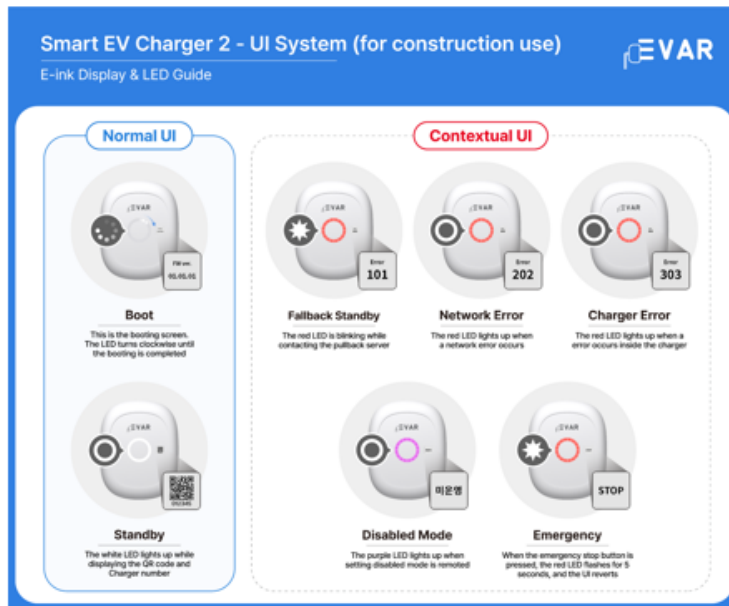 Smart EV Charger 2 - UI System (for construction use)
EVAR
E-ink Display & LED Guide
Normal UI
Contextual UI
EVAR
FW ver.
01.01.01
Boot
This is the booting screen.
The LED turns clockwise until
the booting is completed
EVAR
Error
101
Fallback Standby
The red LED is blinking while
contacting the pullback server
EVAR
Error
202
Network Error
The red LED lights up when
a network error occurs
EVAR
Error
303
Charger Error
The red LED lights up when a
error occurs inside the charger
EVAR
Standby
The white LED lights up while
displaying the QR code and
Charger number
EVAR
미운영
Disabled Mode
The purple LED lights up when
setting disabled mode is remoted
EVAR
STOP
Emergency
When the emergency stop button is
pressed, the red LED flashes for 5
seconds, and the UI reverts